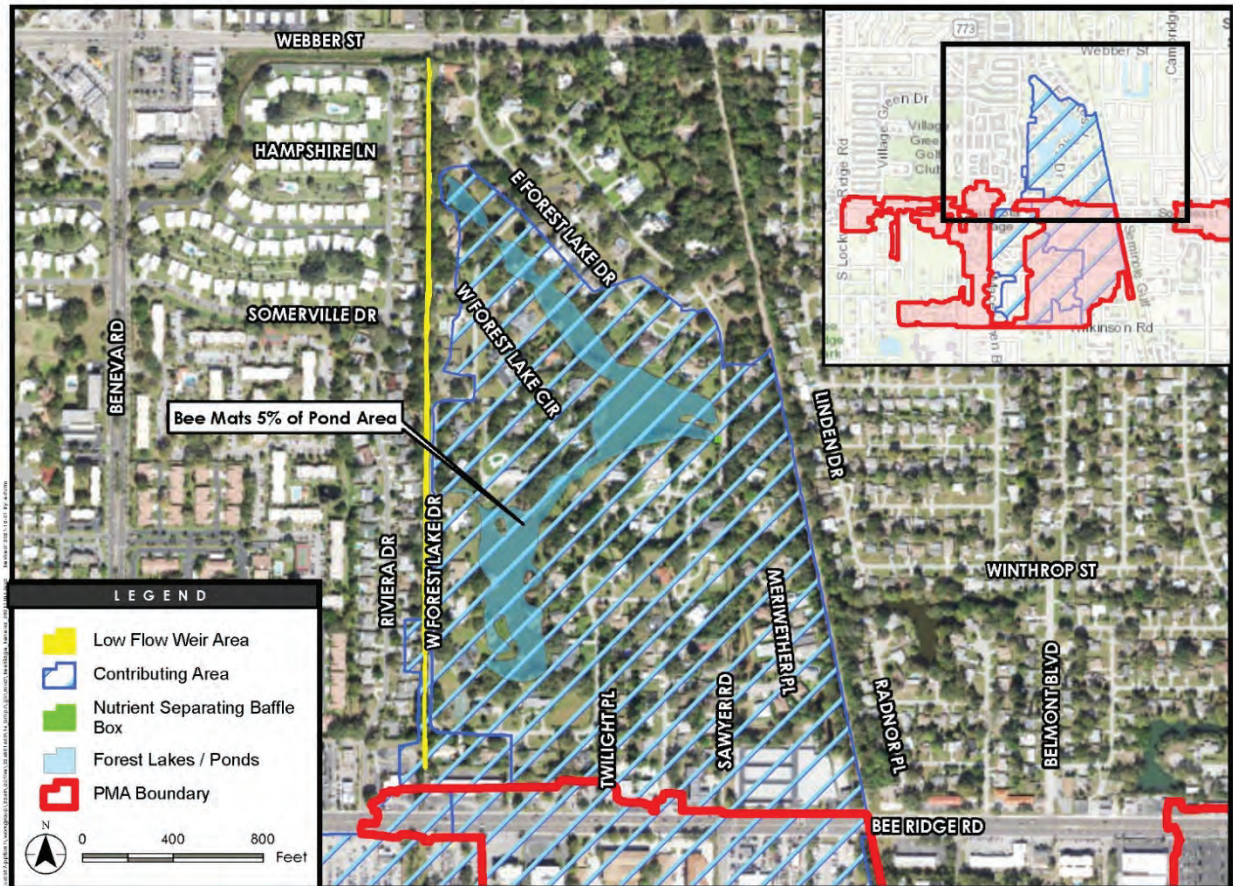 WEBBER ST
HAMPSHIRE LN
E FOREST LAKE DR
SOMERVILLE DR
W FOREST LAKE CIR
BENEVA RD
Bee Mats 5% of Pond Area
LINDEN DR
RIVIERA DR
W FOREST LAKE DR
WINTHROP ST
MERIWETHER PL
TWILIGHT PL
SAWYER RD
RADNOR PL
BELMONT BLVD
BEE RIDGE RD
773
Webber St
Village Green Dr
Village
Green
Golf
Club
Ridge Rd
S Lockw
Seminole Gulf
LEGEND
Low Flow Weir Area
Contributing Area
Nutrient Separating Baffle
Box
Forest Lakes / Ponds
PMA Boundary
N
0 400 800
Feet